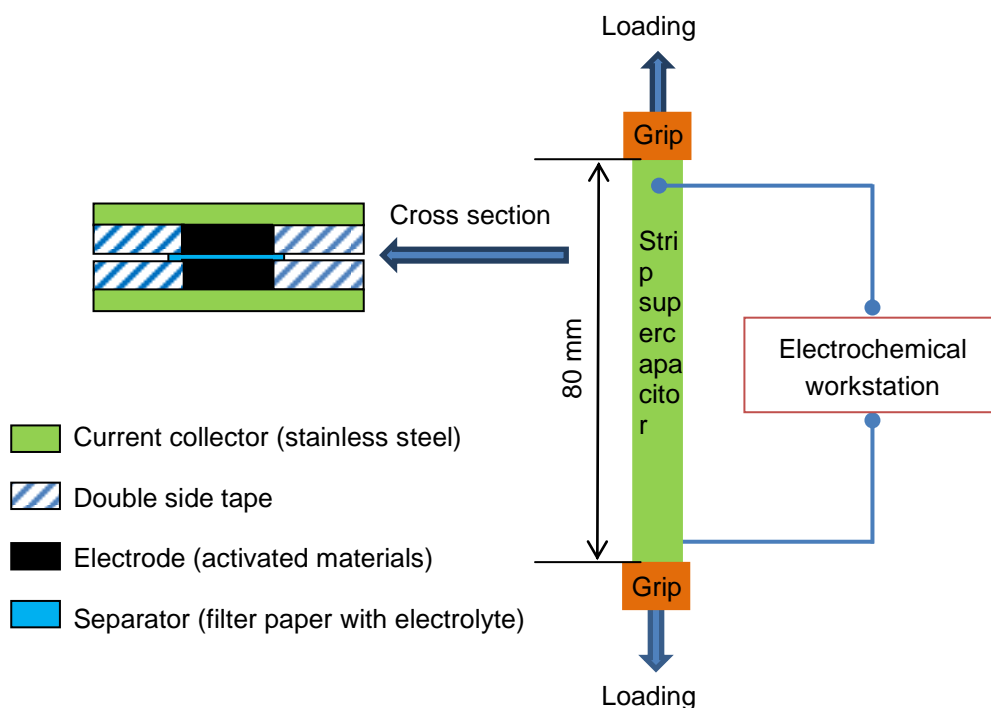 Loading
Grip
Cross section
Stri
p
sup
erc
apa
cito
r
80 mm
Electrochemical
workstation
Current collector (stainless steel)
Double side tape
Electrode (activated materials)
Separator (filter paper with electrolyte)
Grip
Loading